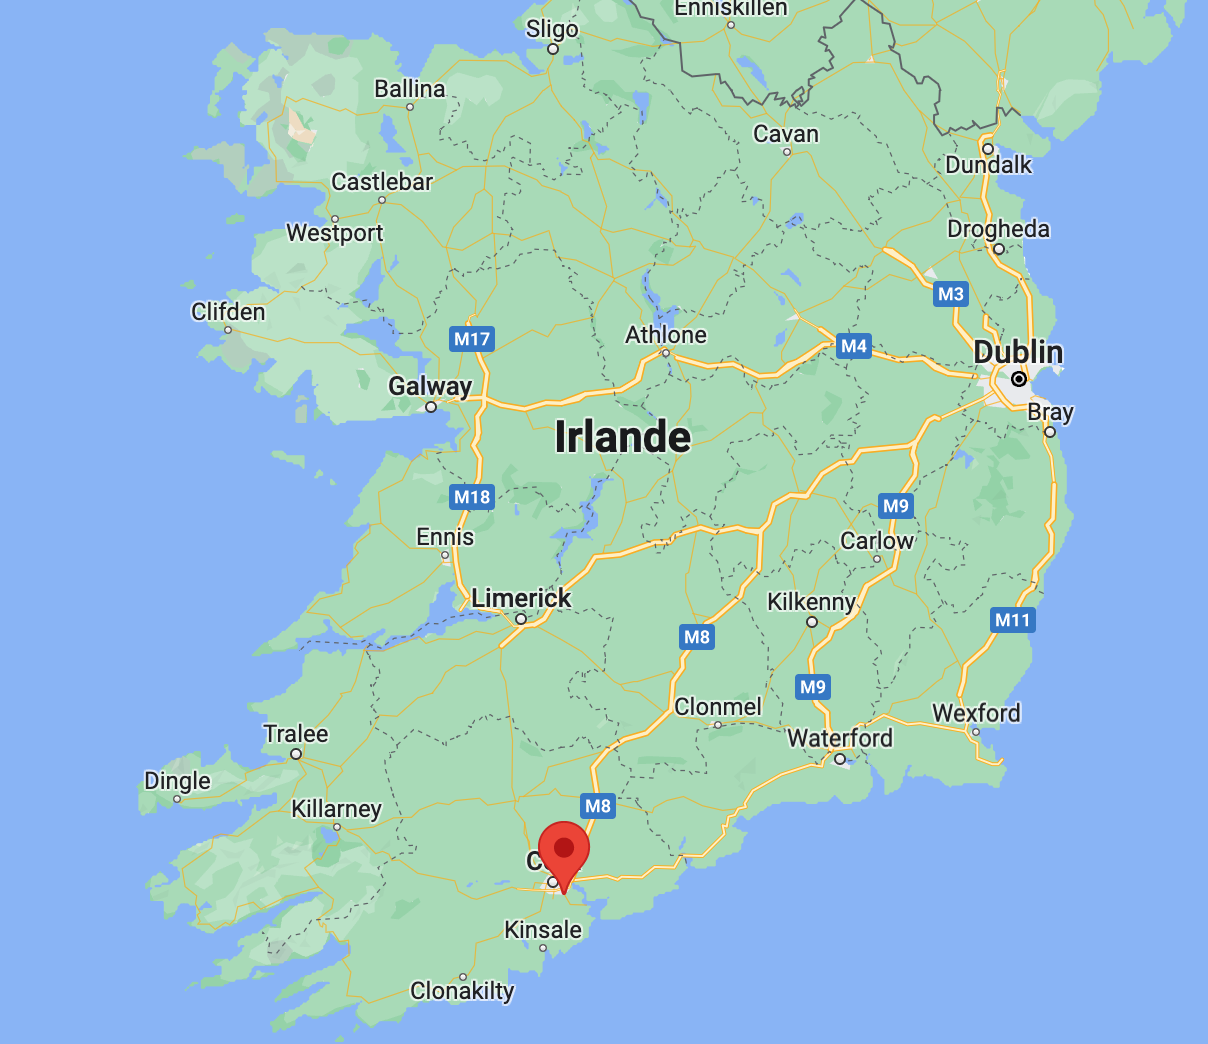 Enniskillen
Sligo
Ballina
Cavan
Dundalk
Castlebar
Westport
Drogheda
M3
Clifden
M17
Athlone
M4
Dublin
Galway
Bray
Irlande
M18
M9
Ennis
Carlow
Limerick
Kilkenny
M11
M8
M9
Clonmel
Wexford
Tralee
Waterford
Dingle
Killarney
M8
Kinsale
Clonakilty